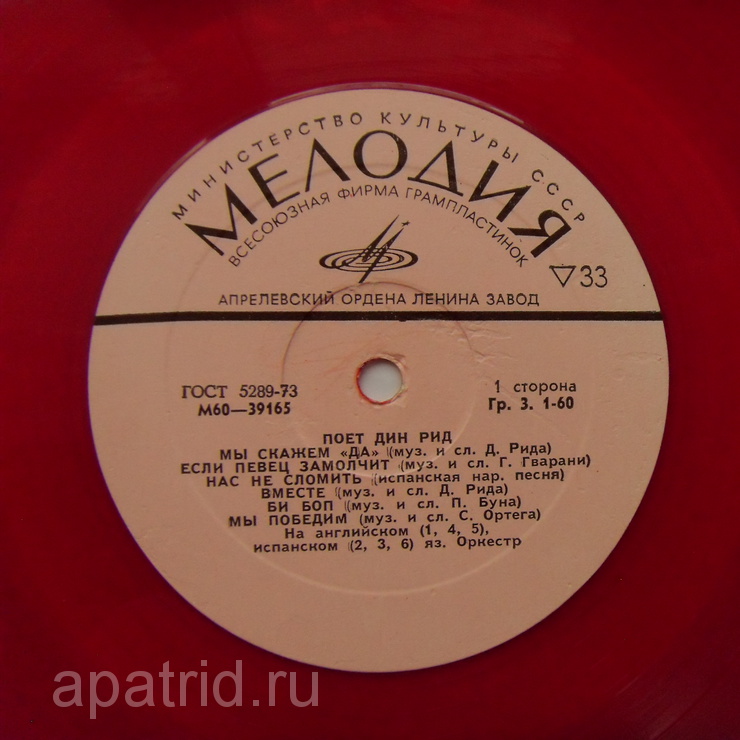 МИНИСТЕРСТВО КУЛЬТУРЫ СССР
МЕЛОДИЯ
ВСЕСОЮЗНАЯ ФИРМА ГРАМПЛАСТИНОК
▽33
АПРЕЛЕВСКИЙ ОРДЕНА ЛЕНИНА ЗАВОД
ГОСТ 5289-73
М60—39165
1 сторона
Гр. 3. 1-60
ПОЕТ ДИН РИД
МЫ СКАЖЕМ «ДА» (муз. и сл. Д. Рида)
ЕСЛИ ПЕВЕЦ ЗАМОЛЧИТ (муз. и сл. Г. Гварани)
НАС НЕ СЛОМИТЬ (испанская нар. песня)
ВМЕСТЕ (муз. и сл. Д. Рида)
БИ БОП (муз. и сл. П. Буна)
МЫ ПОБЕДИМ (муз. и сл. С. Ортега)
На английском (1, 4, 5),
испанском (2, 3, 6) яз. Оркестр
apatrid.ru